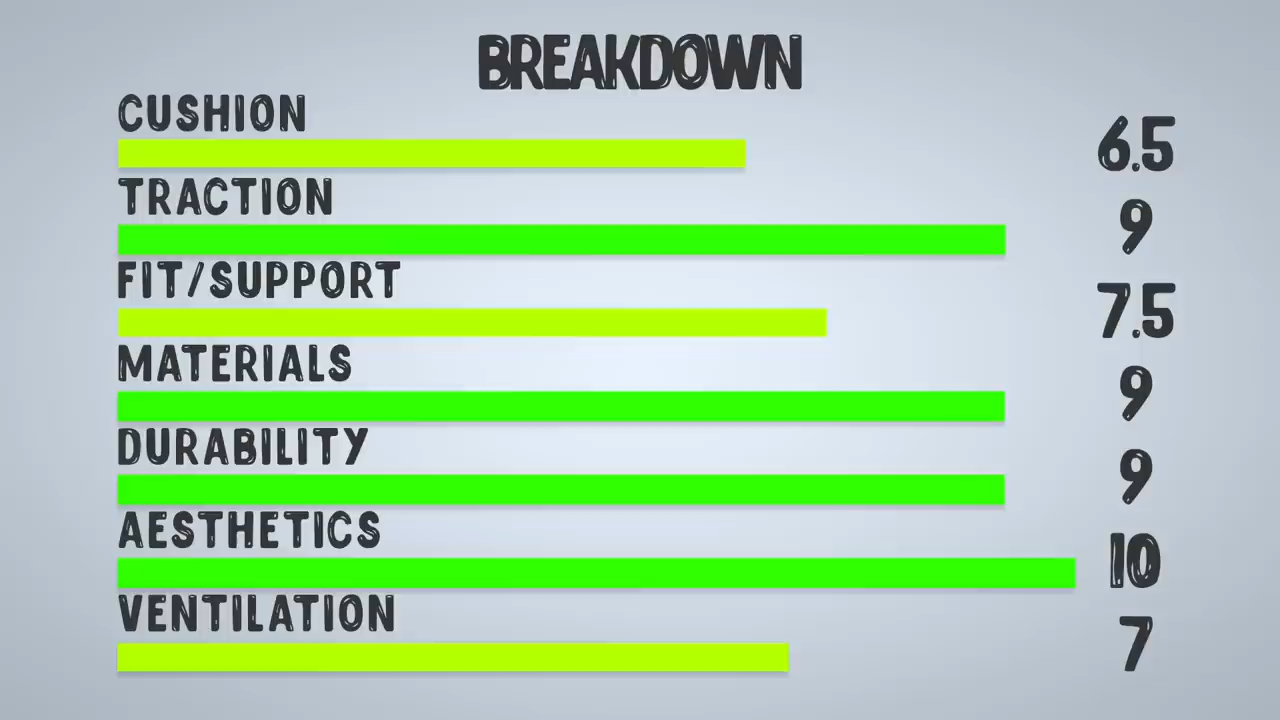 BREAKDOWN
CUSHION
6.5
TRACTION
9
FIT/SUPPORT
7.5
MATERIALS
9
DURABILITY
9
AESTHETICS
10
VENTILATION
7